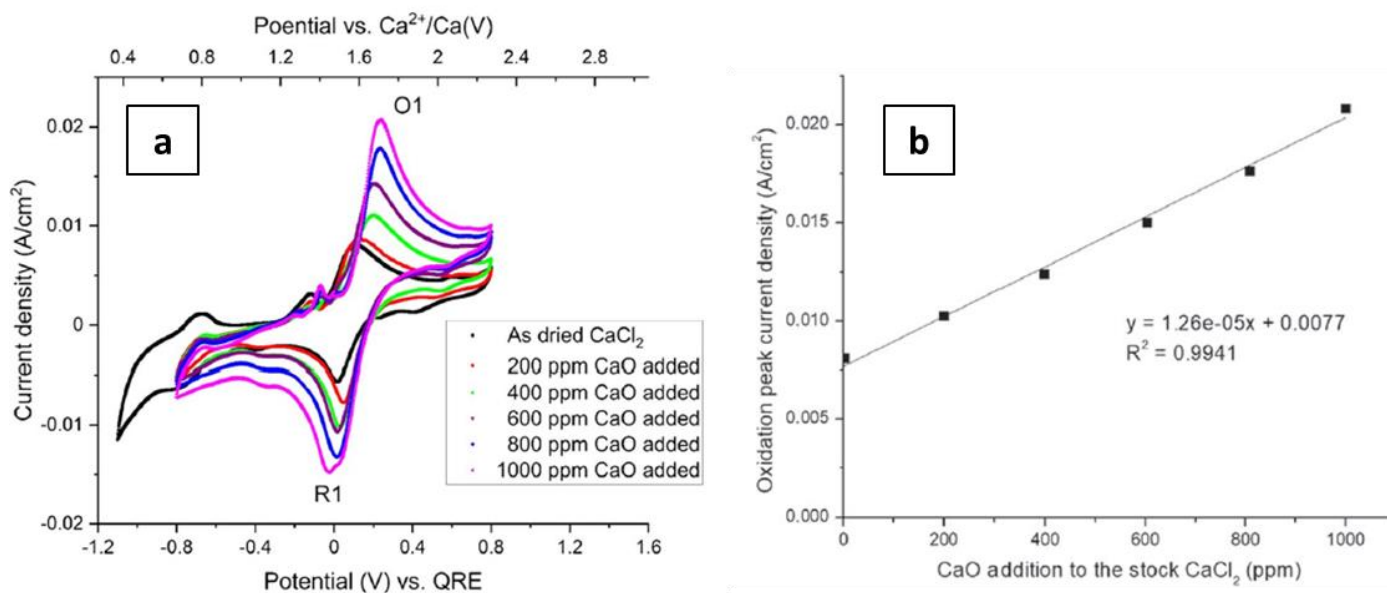 Poential vs. Ca²⁺/Ca(V)
0.4 0.8 1.2 1.6 2 2.4 2.8
a
O1
0.02
0.01
0
-0.01
-0.02
Current density (A/cm²)
As dried CaCl₂
200 ppm CaO added
400 ppm CaO added
600 ppm CaO added
800 ppm CaO added
1000 ppm CaO added
R1
-1.2 -0.8 -0.4 0 0.4 0.8 1.2 1.6
Potential (V) vs. QRE
b
0.020
0.015
0.010
0.005
0.000
Oxidation peak current density (A/cm²)
y = 1.26e-05x + 0.0077
R² = 0.9941
0 200 400 600 800 1000
CaO addition to the stock CaCl₂ (ppm)